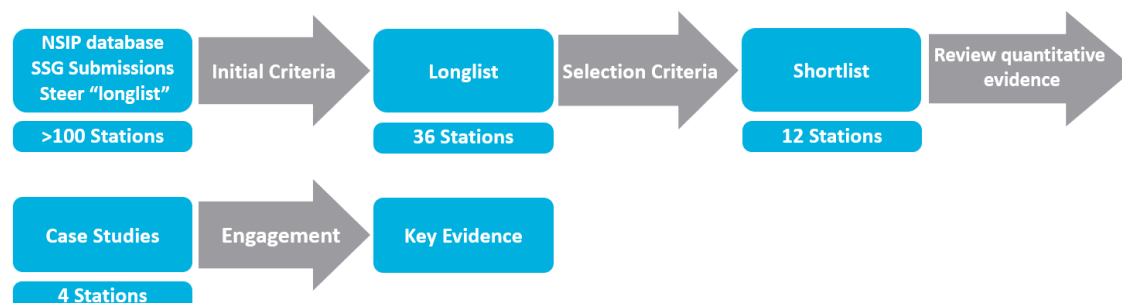 NSIP database
SSG Submissions
Steer “longlist”
Initial Criteria
Longlist
Selection Criteria
Shortlist
Review quantitative
evidence
>100 Stations
36 Stations
12 Stations
Case Studies
Engagement
Key Evidence
4 Stations